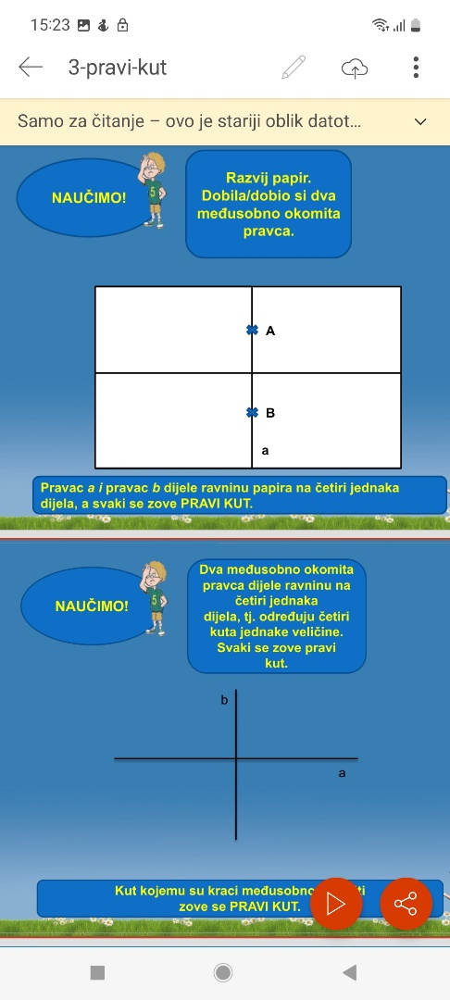 15:23
3-pravi-kut
Samo za čitanje – ovo je stariji oblik datot...
NAUČIMO!
5
Razvij papir.
Dobila/dobio si dva
međusobno okomita
pravca.
A
B
a
Pravac a i pravac b dijele ravninu papira na četiri jednaka
dijela, a svaki se zove PRAVI KUT.
NAUČIMO!
5
Dva međusobno okomita
pravca dijele ravninu na
četiri jednaka
dijela, tj. određuju četiri
kuta jednake veličine.
Svaki se zove pravi
kut.
b
a
Kut kojemu su kraci međusobno
zove se PRAVI KUT.